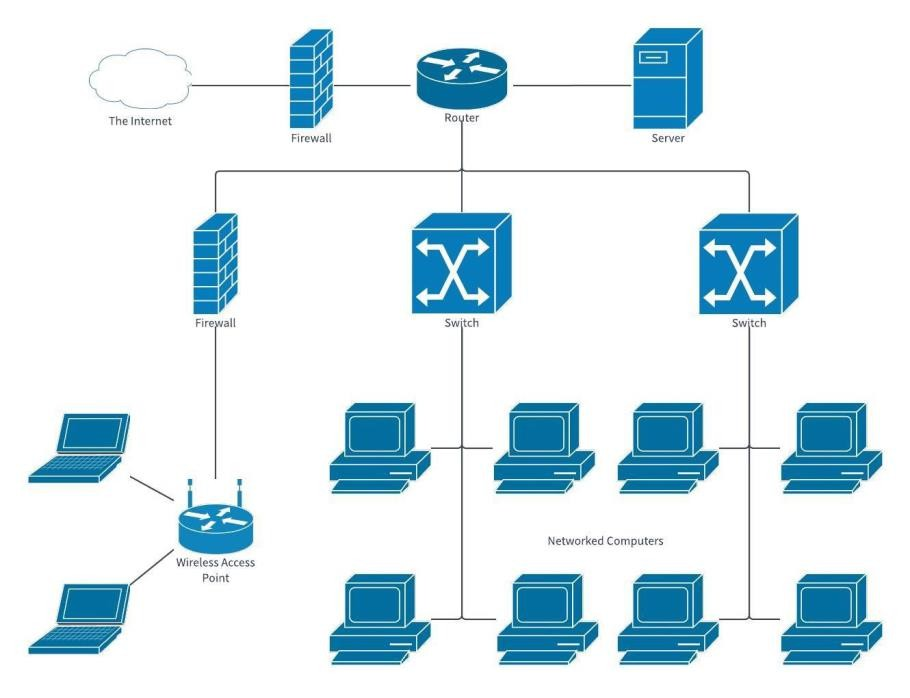 The Internet
Firewall
Router
Server
Firewall
Switch
Switch
Networked Computers
Wireless Access
Point